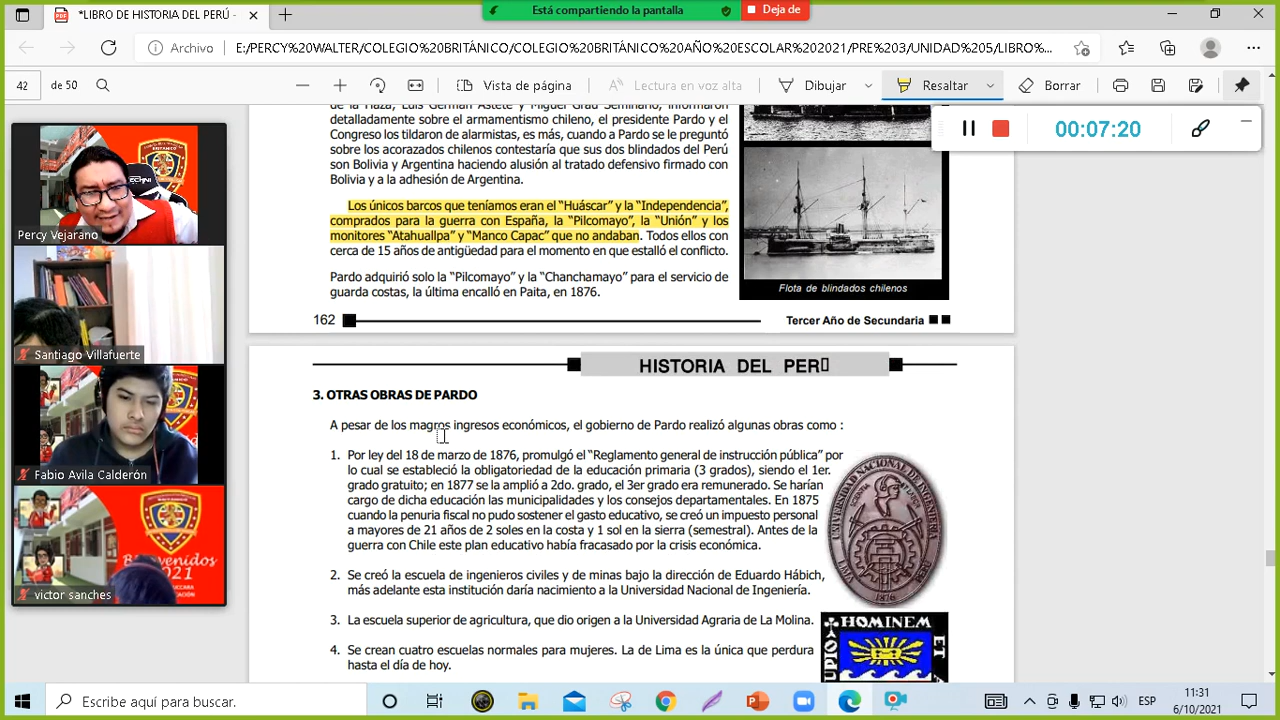 Está compartiendo la pantalla
Deja de
*LIBRO DE HISTORIA DEL PERÚ -
Archivo
E:/PERCY%20WALTER/COLEGIO%20BRITÁNICO/COLEGIO%20BRITÁNICO%20AÑO%20ESCOLAR%202021/PRE%203/UNIDAD%205/LIBRO%...
42 de 50
Vista de página
Lectura en voz alta
Dibujar
Resaltar
Borrar
00:07:20
de la Haza, Luis Germán Astete y Miguel Grau Seminario, informaron
detalladamente sobre el armamentismo chileno, el presidente Pardo y el
Congreso los tildaron de alarmistas, es más, cuando a Pardo se le preguntó
sobre los acorazados chilenos contestaría que sus dos blindados del Perú
son Bolivia y Argentina haciendo alusión al tratado defensivo firmado con
Bolivia y a la adhesión de Argentina.
Los únicos barcos que teníamos eran el “Huáscar” y la “Independencia”,
comprados para la guerra con España, la “Pilcomayo”, la “Unión” y los
monitores “Atahuallpa” y “Manco Capac” que no andaban. Todos ellos con
cerca de 15 años de antigüedad para el momento en que estalló el conflicto.
Pardo adquirió solo la “Pilcomayo” y la “Chanchamayo” para el servicio de
guarda costas, la última encalló en Paita, en 1876.
Flota de blindados chilenos
162
Tercer Año de Secundaria
HISTORIA DEL PER
3. OTRAS OBRAS DE PARDO
A pesar de los magros ingresos económicos, el gobierno de Pardo realizó algunas obras como :
1. Por ley del 18 de marzo de 1876, promulgó el “Reglamento general de instrucción pública” por
lo cual se estableció la obligatoriedad de la educación primaria (3 grados), siendo el 1er.
grado gratuito; en 1877 se la amplió a 2do. grado, el 3er grado era remunerado. Se harían
cargo de dicha educación las municipalidades y los consejos departamentales. En 1875
cuando la penuria fiscal no pudo sostener el gasto educativo, se creó un impuesto personal
a mayores de 21 años de 2 soles en la costa y 1 sol en la sierra (semestral). Antes de la
guerra con Chile este plan educativo había fracasado por la crisis económica.
2. Se creó la escuela de ingenieros civiles y de minas bajo la dirección de Eduardo Hábich,
más adelante esta institución daría nacimiento a la Universidad Nacional de Ingeniería.
3. La escuela superior de agricultura, que dio origen a la Universidad Agraria de La Molina.
4. Se crean cuatro escuelas normales para mujeres. La de Lima es la única que perdura
hasta el día de hoy.
UNIVERSIDAD NACIONAL DE INGENIERIA
1876
HOMINEM
ET
Percy Vejarano
Santiago Villafuerte
Fabio Avila Calderón
Bienvenidos
2021
victor sanches
Escribe aquí para buscar.
ESP
11:31
6/10/2021